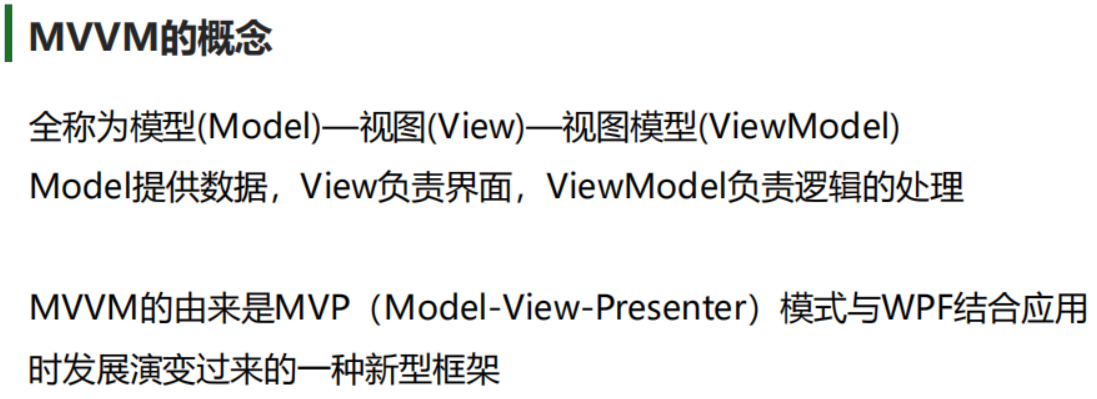 MVVM的概念
全称为模型(Model)—视图(View)—视图模型(ViewModel)
Model提供数据，View负责界面，ViewModel负责逻辑的处理
MVVM的由来是MVP（Model-View-Presenter）模式与WPF结合应用
时发展演变过来的一种新型框架